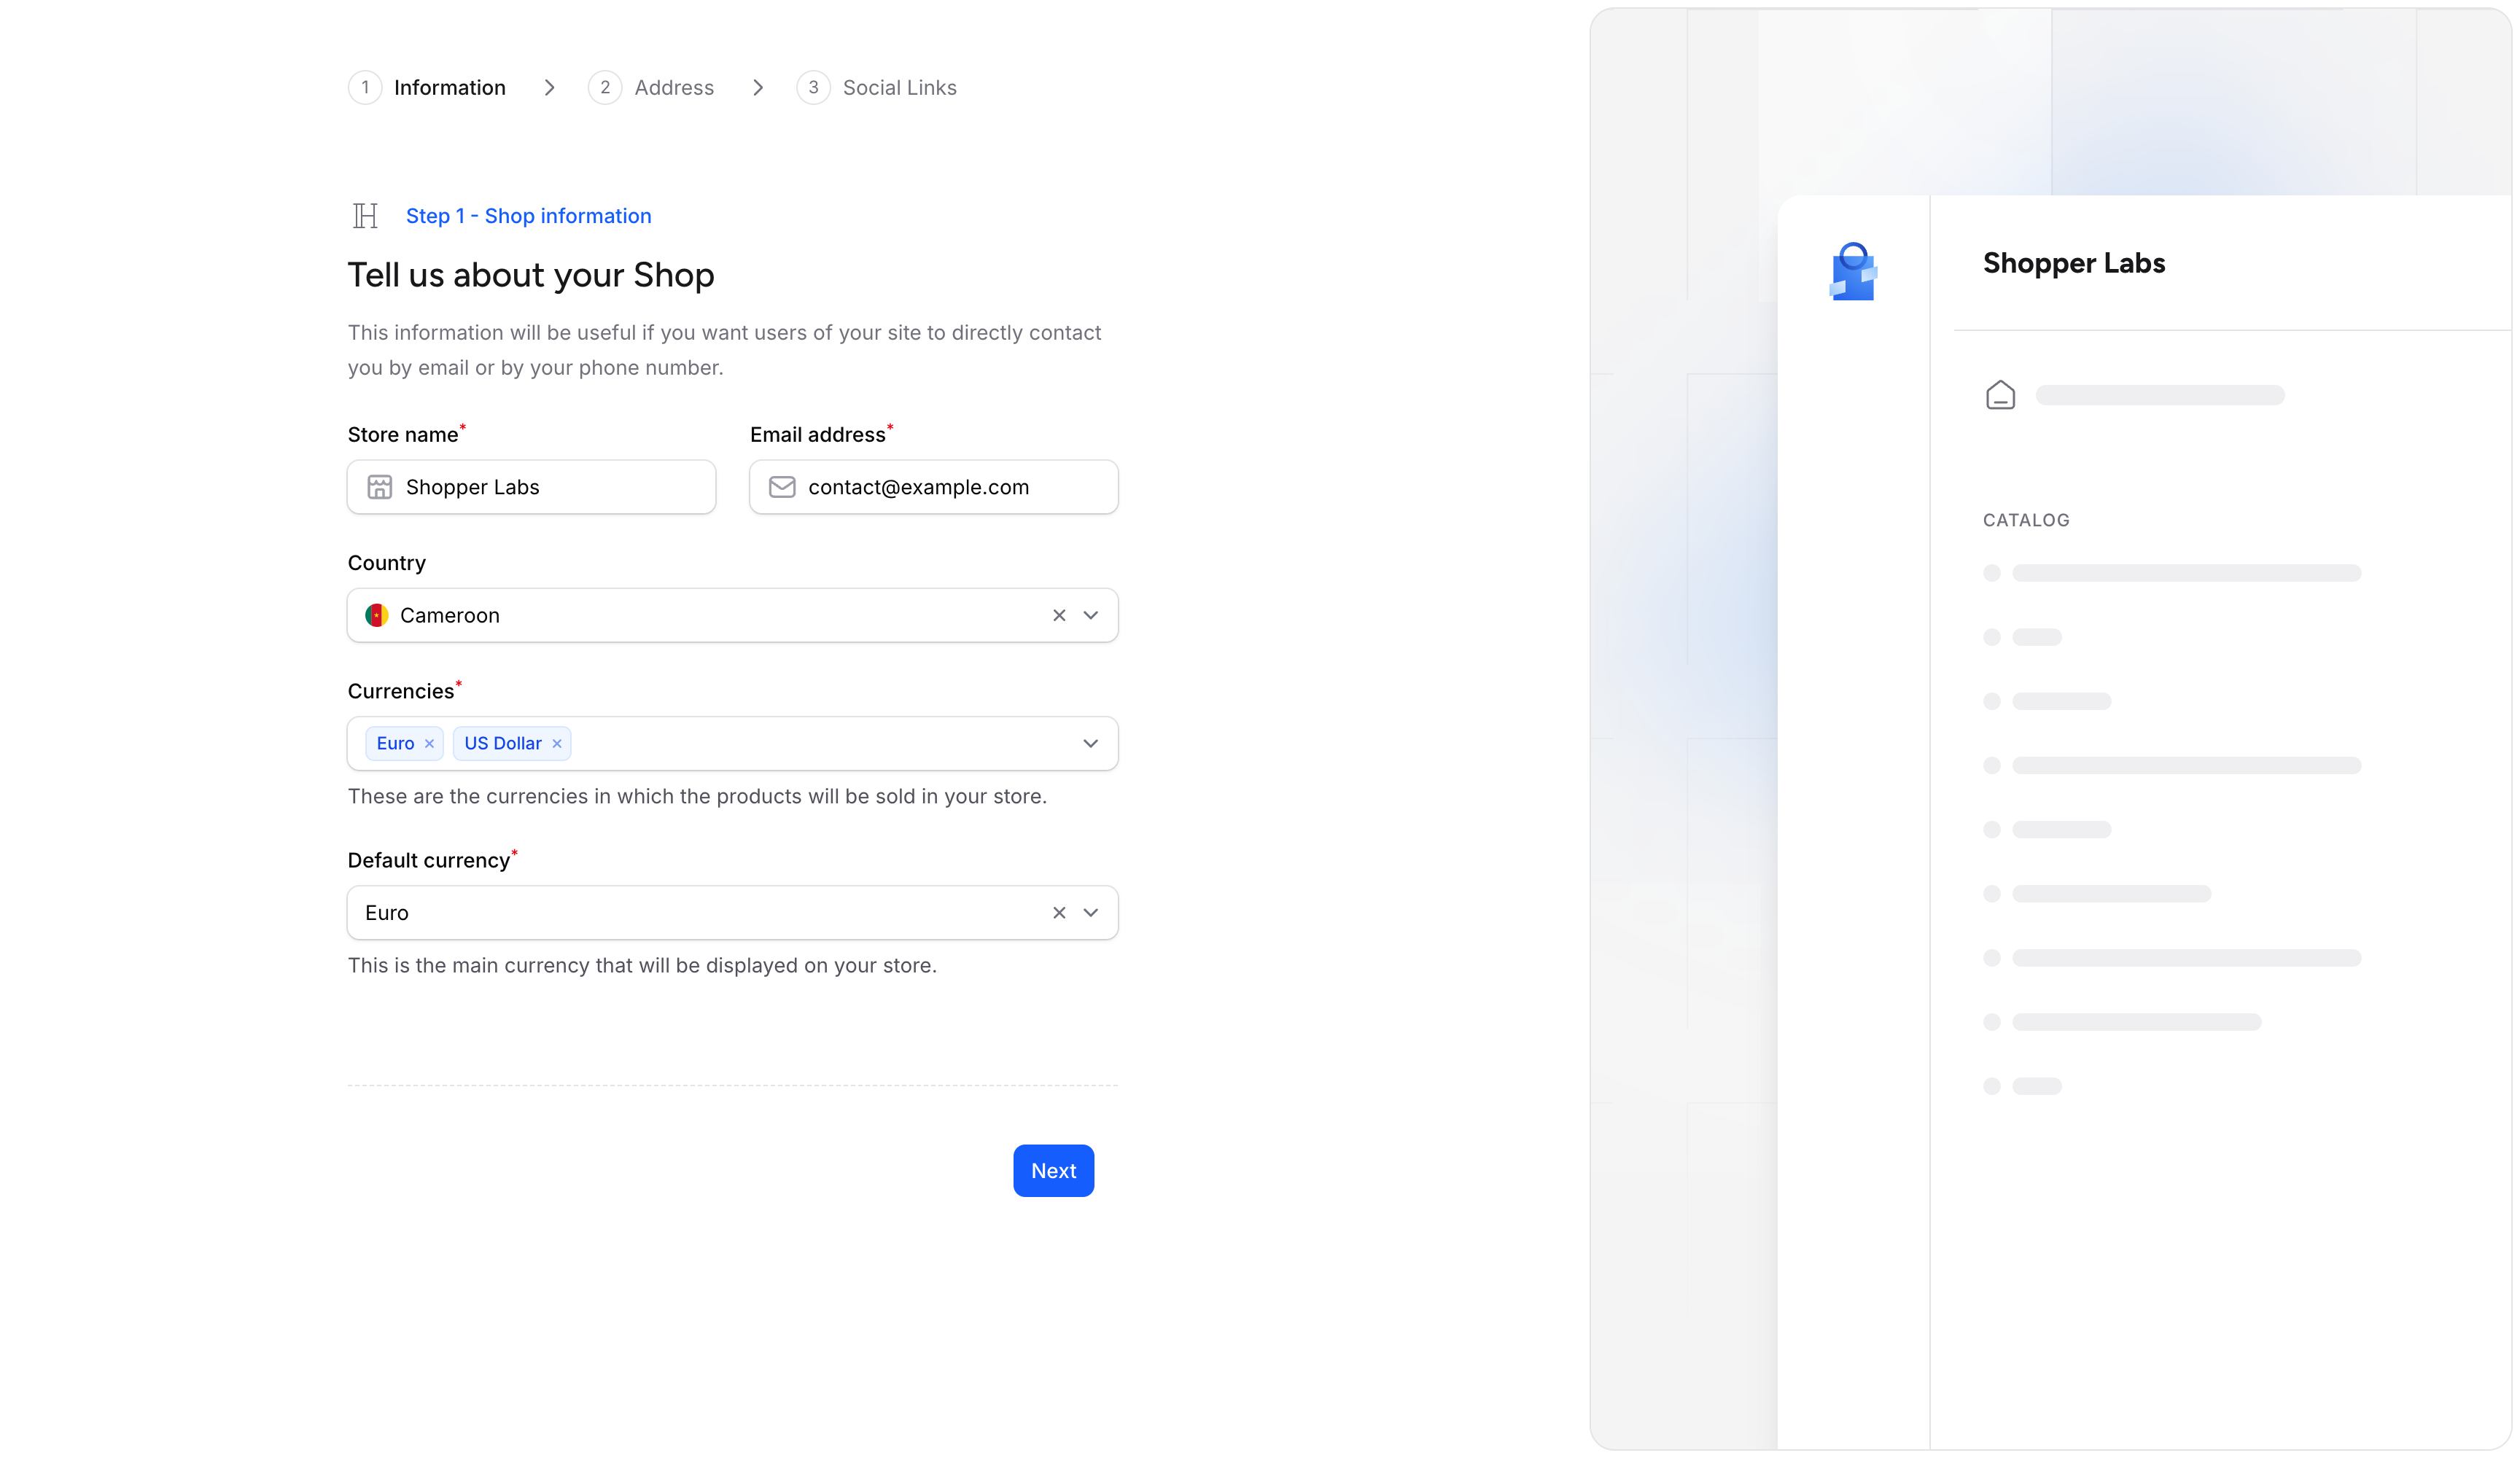 1 Information
2 Address
3 Social Links
Step 1 - Shop information
Tell us about your Shop
This information will be useful if you want users of your site to directly contact
you by email or by your phone number.
Store name*
Email address*
Shopper Labs
contact@example.com
Country
Cameroon
Currencies*
Euro
US Dollar
These are the currencies in which the products will be sold in your store.
Default currency*
Euro
This is the main currency that will be displayed on your store.
Next
Shopper Labs
CATALOG